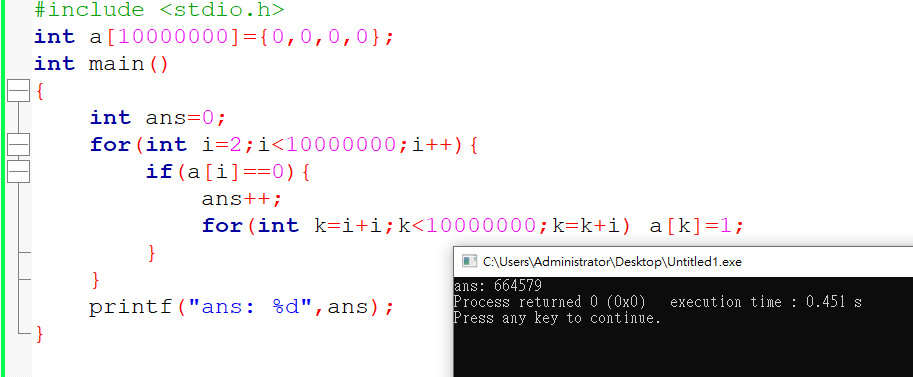 #include <stdio.h>
int a[10000000]={0,0,0,0};
int main()
{
    int ans=0;
    for(int i=2;i<10000000;i++){
        if(a[i]==0){
            ans++;
            for(int k=i+i;k<10000000;k=k+i) a[k]=1;
        }
    }
    printf("ans: %d",ans);
}
C:\Users\Administrator\Desktop\Untitled1.exe
ans: 664579
Process returned 0 (0x0)   execution time : 0.451 s
Press any key to continue.